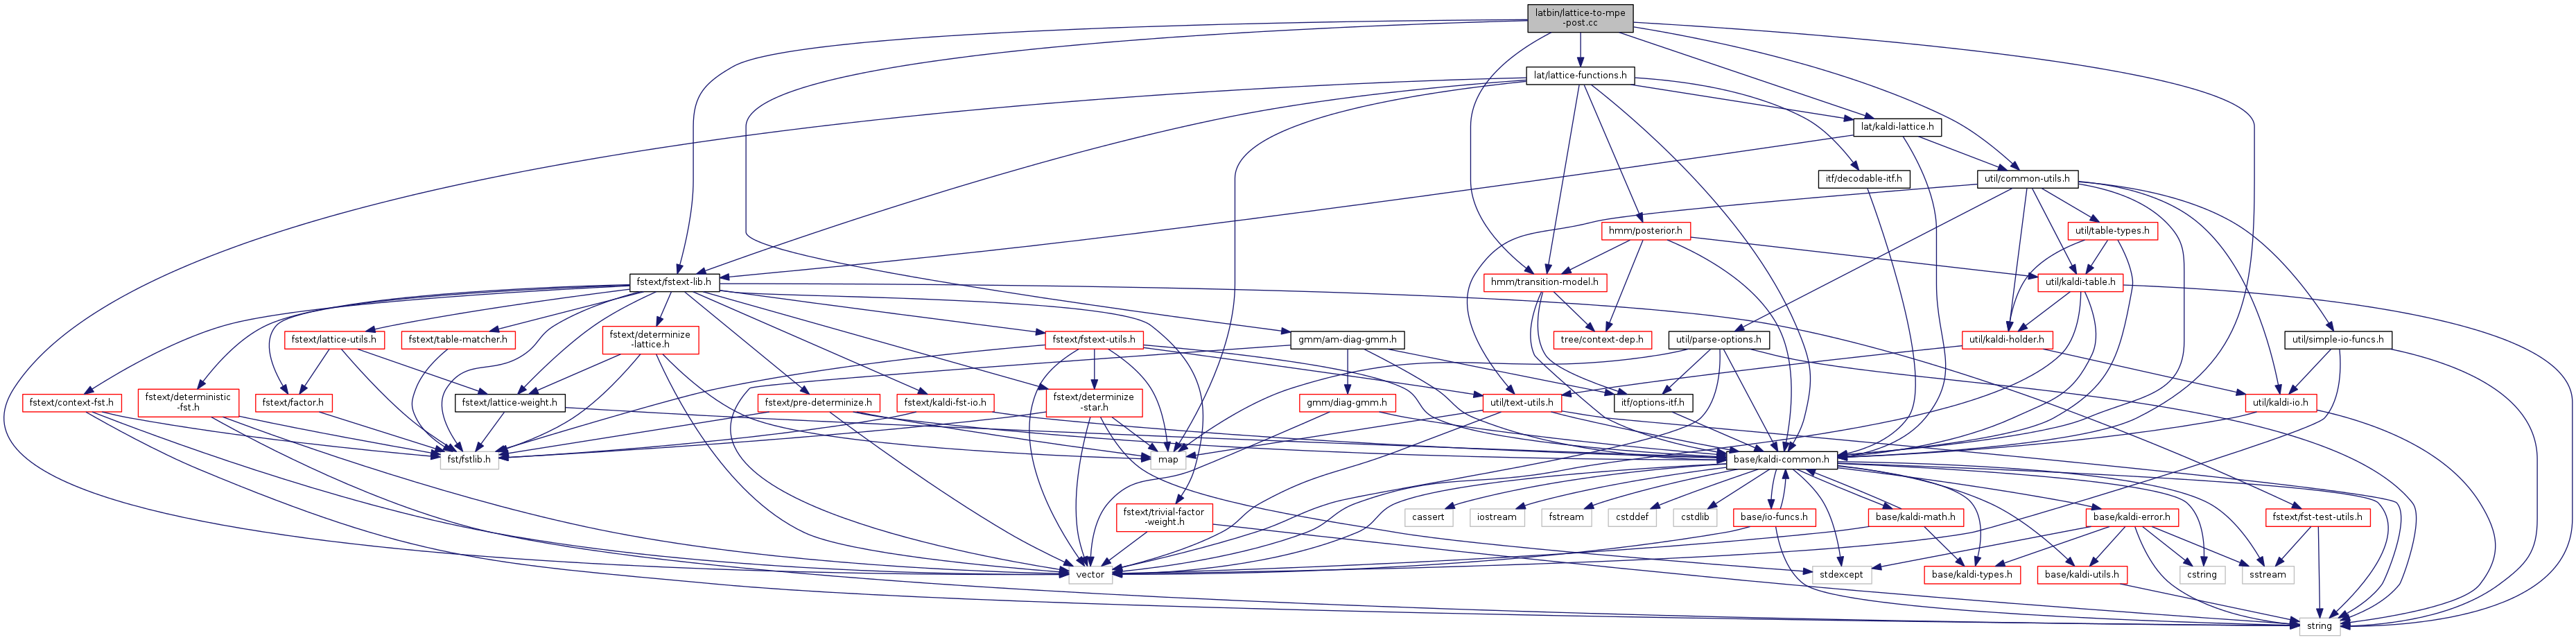 latbin/lattice-to-mpe
-post.cc
lat/lattice-functions.h
lat/kaldi-lattice.h
itf/decodable-itf.h
util/common-utils.h
hmm/posterior.h
util/table-types.h
fstext/fstext-lib.h
hmm/transition-model.h
util/kaldi-table.h
fstext/lattice-utils.h
fstext/table-matcher.h
fstext/determinize
-lattice.h
fstext/fstext-utils.h
gmm/am-diag-gmm.h
tree/context-dep.h
util/parse-options.h
util/kaldi-holder.h
util/simple-io-funcs.h
fstext/context-fst.h
fstext/deterministic
-fst.h
fstext/factor.h
fstext/lattice-weight.h
fstext/pre-determinize.h
fstext/kaldi-fst-io.h
fstext/determinize
-star.h
gmm/diag-gmm.h
util/text-utils.h
itf/options-itf.h
util/kaldi-io.h
fst/fstlib.h
map
base/kaldi-common.h
fstext/trivial-factor
-weight.h
cassert
iostream
fstream
cstddef
cstdlib
base/io-funcs.h
base/kaldi-math.h
base/kaldi-error.h
fstext/fst-test-utils.h
vector
stdexcept
base/kaldi-types.h
base/kaldi-utils.h
cstring
sstream
string